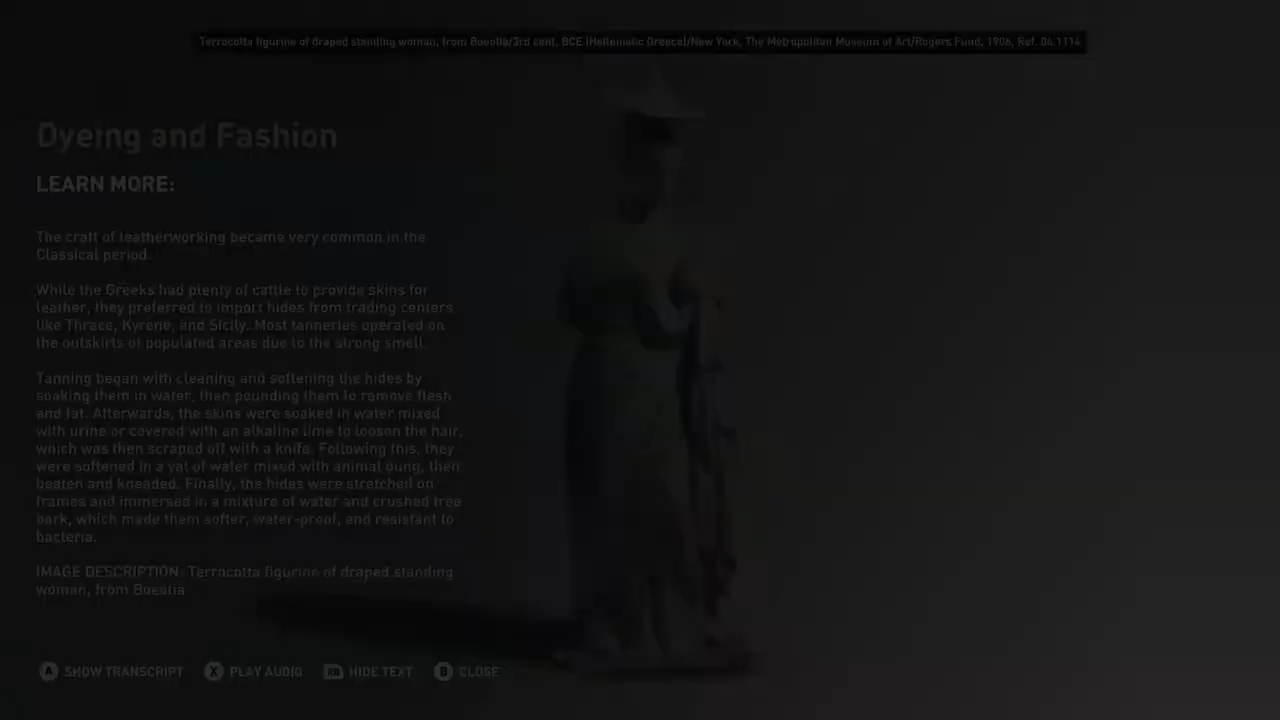 Terracotta figurine of draped standing woman, from Boeotia/3rd cent. BCE (Hellenistic Greece)/New York, The Metropolitan Museum of Art/Rogers Fund, 1906, Ref. 06.1114
Dyeing and Fashion
LEARN MORE:
The craft of leatherworking became very common in the
Classical period.
While the Greeks had plenty of cattle to provide skins for
leather, they preferred to import hides from trading centers
like Thrace, Kyrene, and Sicily. Most tanneries operated on
the outskirts of populated areas due to the strong smell.
Tanning began with cleaning and softening the hides by
soaking them in water, then pounding them to remove flesh
and fat. Afterwards, the skins were soaked in water mixed
with urine or covered with an alkaline lime to loosen the hair,
which was then scraped off with a knife. Following this, they
were softened in a vat of water mixed with animal dung, then
beaten and kneaded. Finally, the hides were stretched on
frames and immersed in a mixture of water and crushed tree
bark, which made them softer, water-proof, and resistant to
bacteria.
IMAGE DESCRIPTION: Terracotta figurine of draped standing
woman, from Boeotia
A SHOW TRANSCRIPT X PLAY AUDIO RB HIDE TEXT B CLOSE